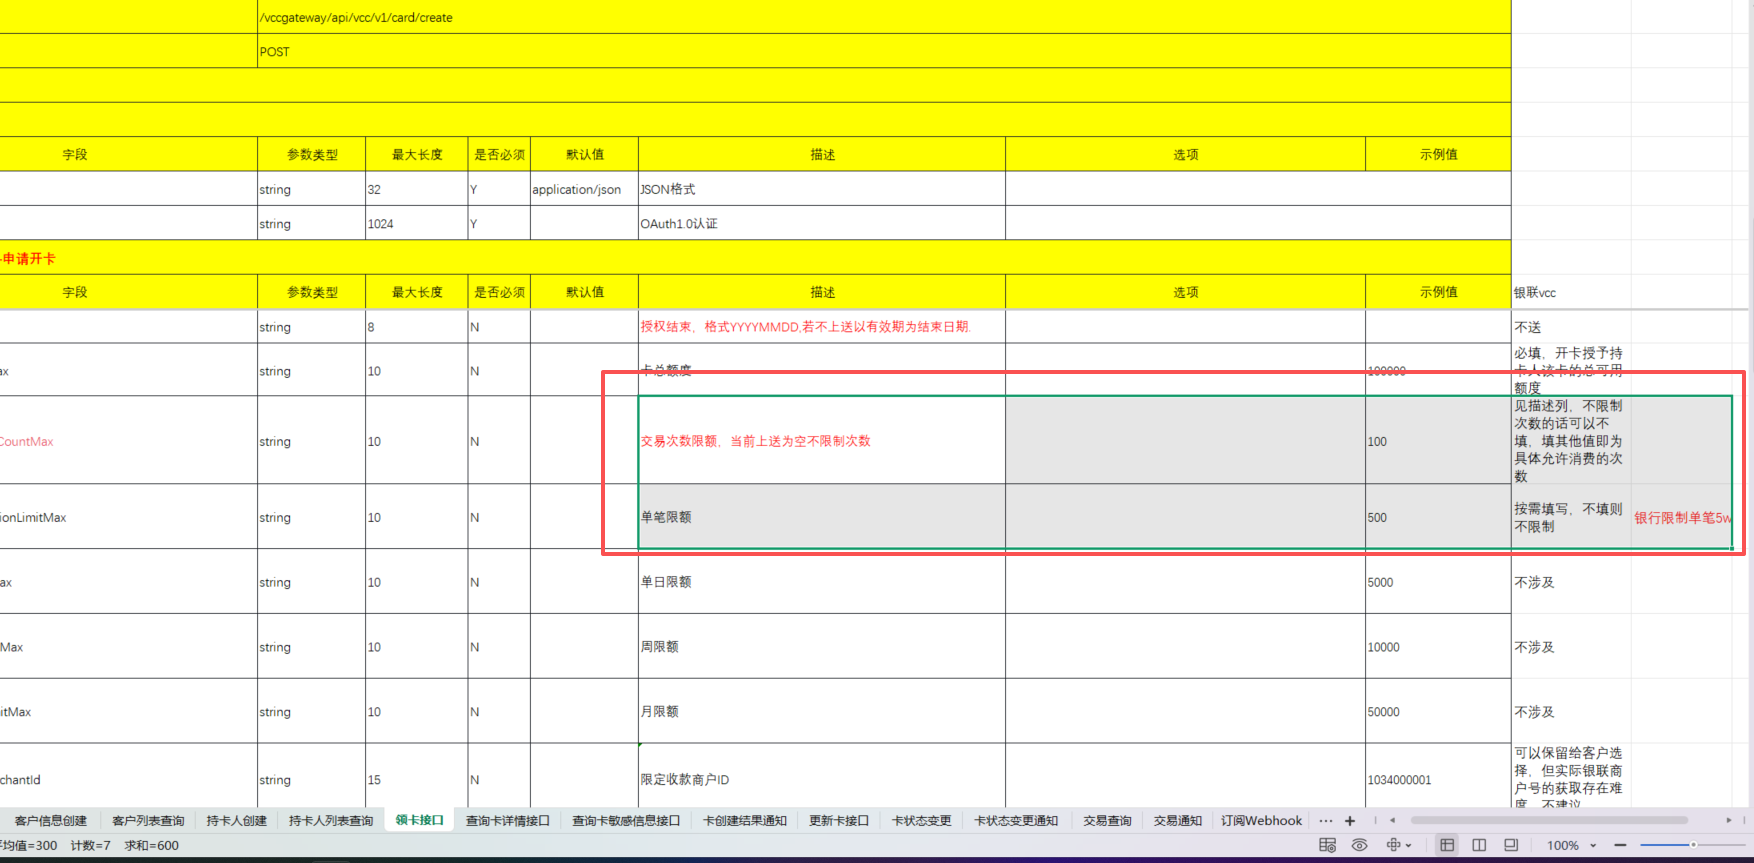 /vccgateway/api/vcc/v1/card/create
POST
字段 参数类型 最大长度 是否必须 默认值 描述 选项 示例值
string 32 Y application/json JSON格式
string 1024 Y OAuth1.0认证
申请开卡
字段 参数类型 最大长度 是否必须 默认值 描述 选项 示例值 银联vcc
string 8 N 授权结束，格式YYYYMMDD,若不上送以有效期为结束日期. 不送
ax string 10 N 卡总额度 100000 必填，开卡授予持
卡人该卡的总可用
额度
CountMax string 10 N 交易次数限额，当前上送为空不限制次数 100 见描述列，不限制
次数的话可以不
填，填其他值即为
具体允许消费的次
数
ionLimitMax string 10 N 单笔限额 500 按需填写，不填则
不限制
银行限制单笔5w
ax string 10 N 单日限额 5000 不涉及
Max string 10 N 周限额 10000 不涉及
itMax string 10 N 月限额 50000 不涉及
chantId string 15 N 限定收款商户ID 1034000001 可以保留给客户选
择，但实际银联商
户号的获取存在难
度，不建议
客户信息创建 客户列表查询 持卡人创建 持卡人列表查询 领卡接口 查询卡详情接口 查询卡敏感信息接口 卡创建结果通知 更新卡接口 卡状态变更 卡状态变更通知 交易查询 交易通知 订阅Webhook ··· +
均值=300 计数=7 求和=600 100%